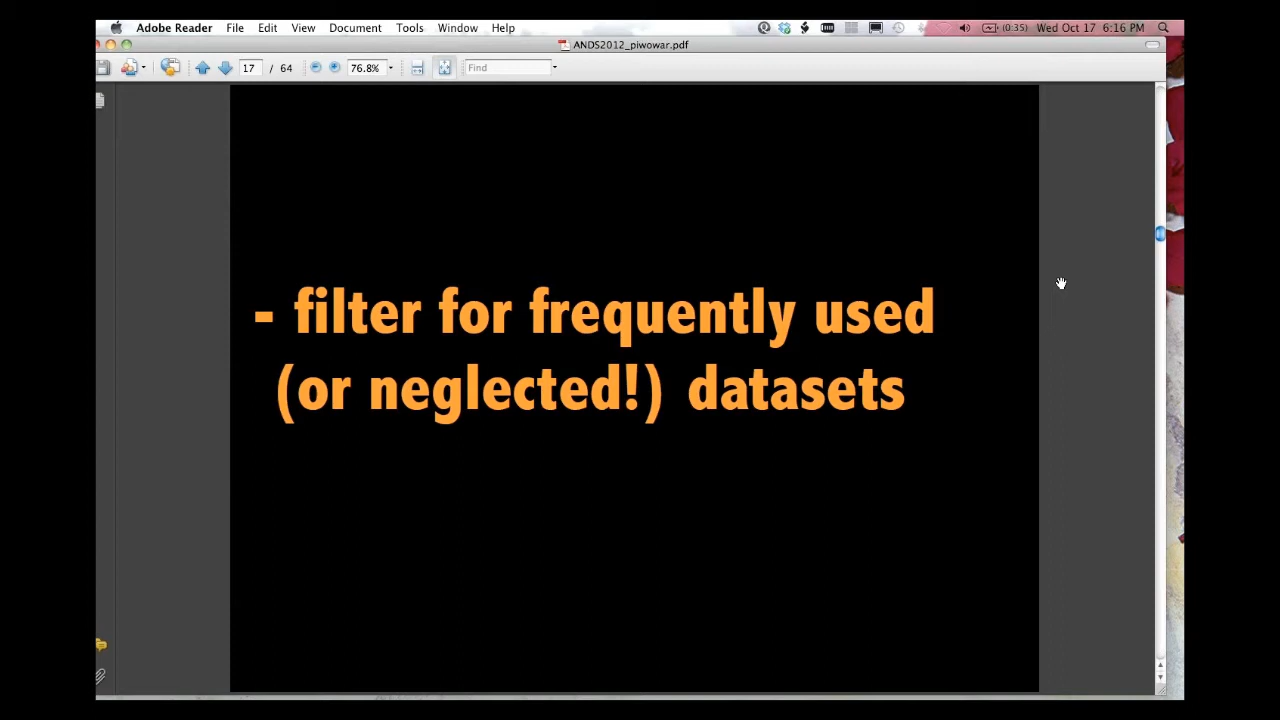 Adobe Reader File Edit View Document Tools Window Help (0:35) Wed Oct 17 6:16 PM
ANDS2012_piwowar.pdf
17 / 64 76.8% Find
- filter for frequently used
(or neglected!) datasets